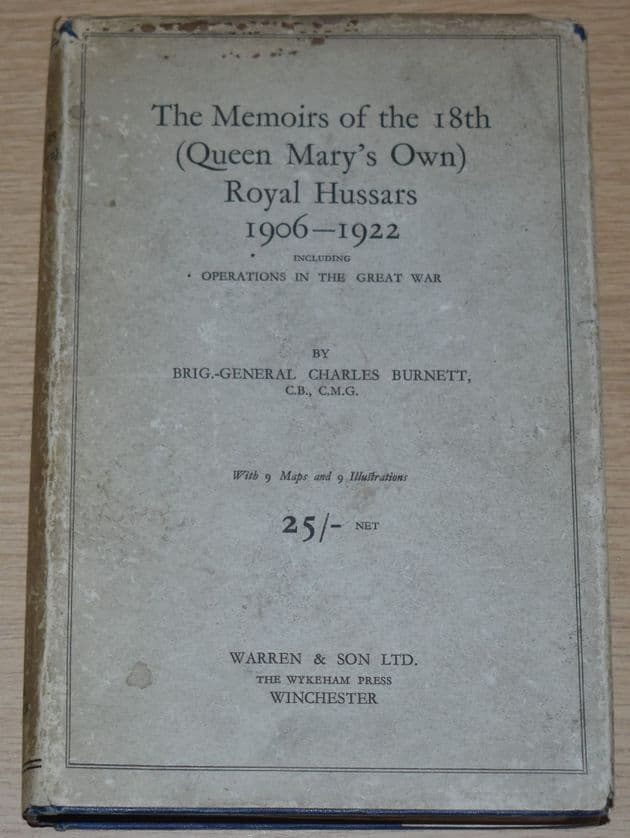 The Memoirs of the 18th
(Queen Mary's Own)
Royal Hussars
1906—1922
INCLUDING
OPERATIONS IN THE GREAT WAR
BY
BRIG.-GENERAL CHARLES BURNETT,
C.B., C.M.G.
With 9 Maps and 9 Illustrations
25/- NET
WARREN & SON LTD.
THE WYKEHAM PRESS
WINCHESTER